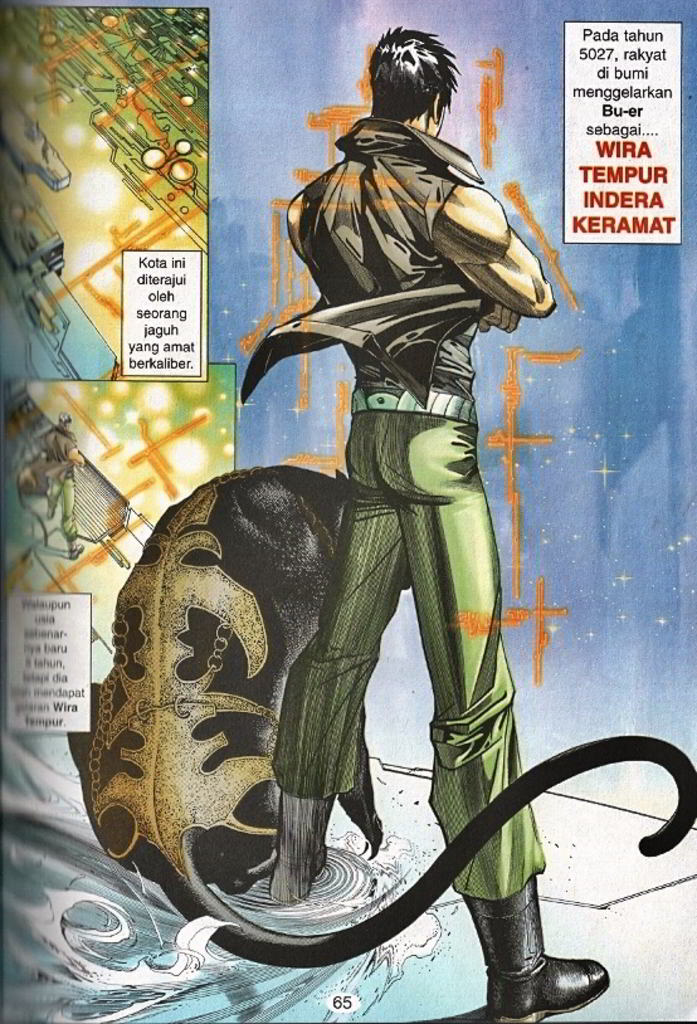 Pada tahun
5027, rakyat
di bumi
menggelarkan
Bu-er
sebagai....
WIRA
TEMPUR
INDERA
KERAMAT
Kota ini
diterajui
oleh
seorang
jaguh
yang amat
berkaliber.
Walaupun
usia
sebenar-
nya baru
tahun,
tetapi dia
mendapat
gelaran Wira
Tempur.
65